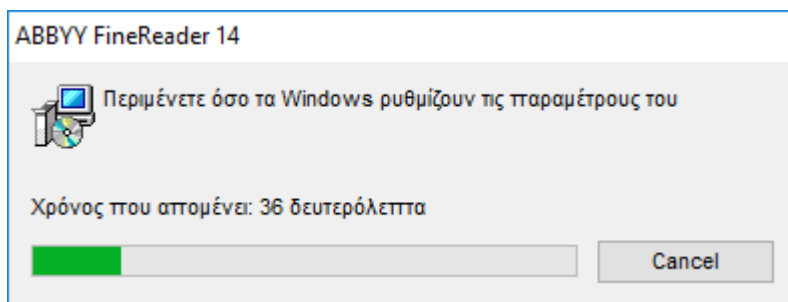 ABBYY FineReader 14
Περιμένετε όσο τα Windows ρυθμίζουν τις παραμέτρους του
Χρόνος που απομένει: 36 δευτερόλεπτα
Cancel